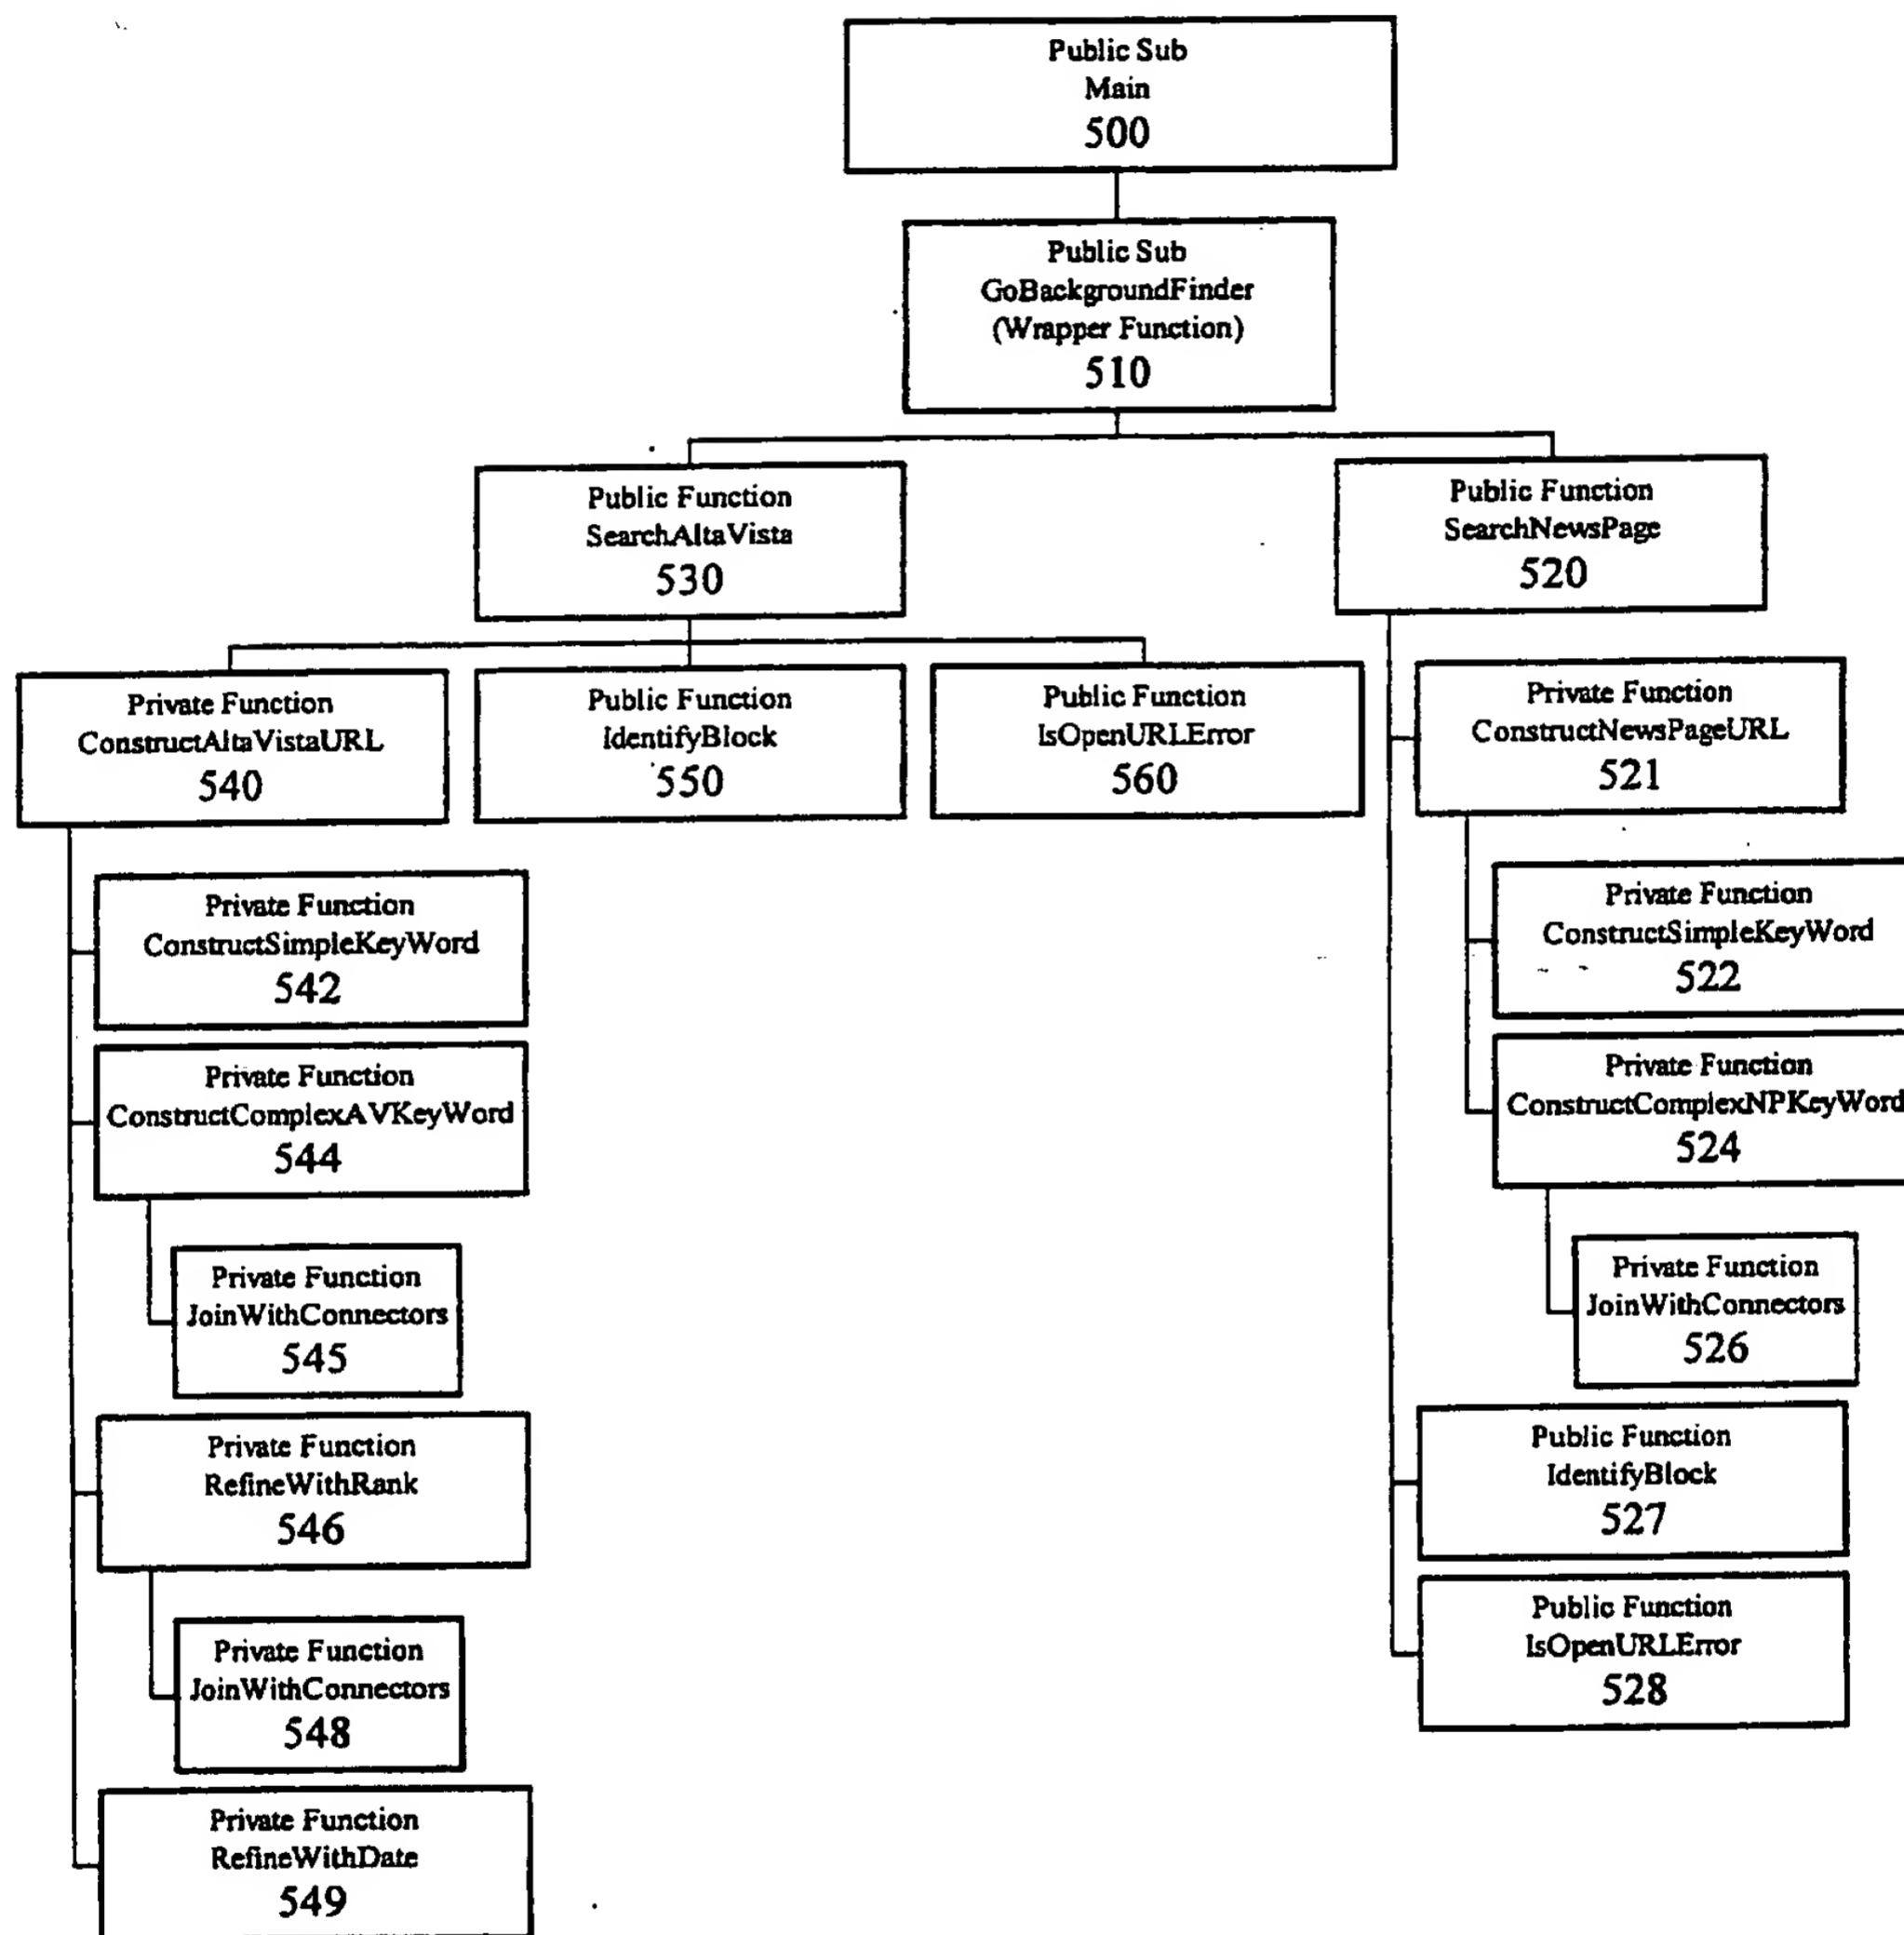 Public Sub
Main
500
Public Sub
GoBackgroundFinder
(Wrapper Function)
510
Public Function
SearchAltaVista
530
Public Function
SearchNewsPage
520
Private Function
ConstructAltaVistaURL
540
Public Function
IdentifyBlock
550
Public Function
IsOpenURLError
560
Private Function
ConstructNewsPageURL
521
Private Function
ConstructSimpleKeyWord
542
Private Function
ConstructSimpleKeyWord
522
Private Function
ConstructComplexAVKeyWord
544
Private Function
ConstructComplexNPKeyWord
524
Private Function
JoinWithConnectors
545
Private Function
JoinWithConnectors
526
Private Function
RefineWithRank
546
Public Function
IdentifyBlock
527
Private Function
JoinWithConnectors
548
Public Function
IsOpenURLError
528
Private Function
RefineWithDate
549